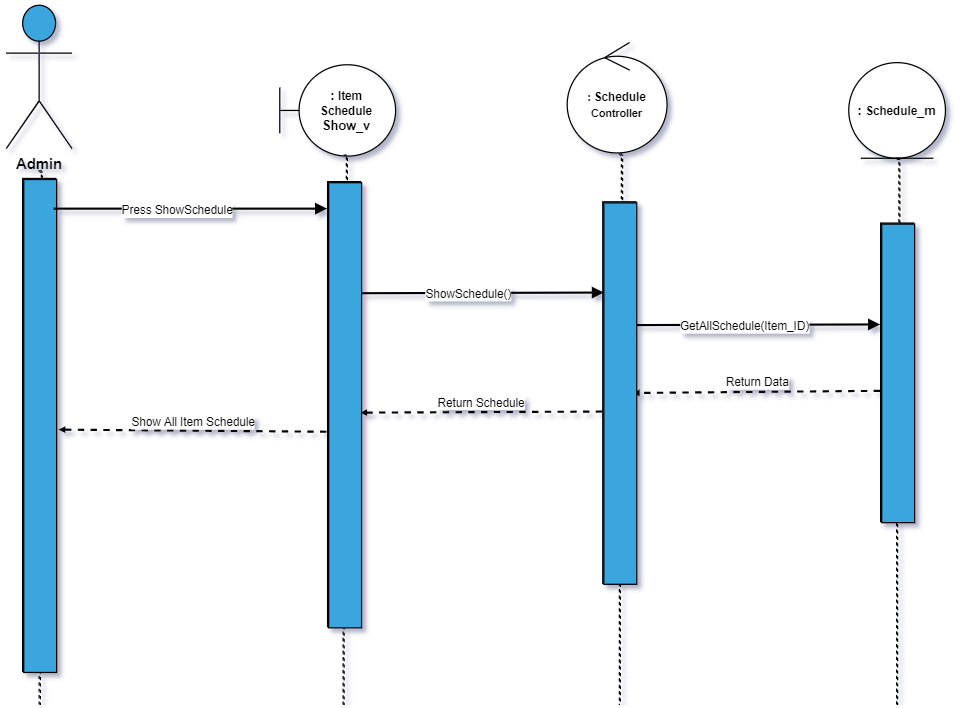 : Item
Schedule
Show_v
: Schedule
Controller
: Schedule_m
Admin
Press ShowSchedule
ShowSchedule()
GetAllSchedule(Item_ID)
Return Data
Return Schedule
Show All Item Schedule